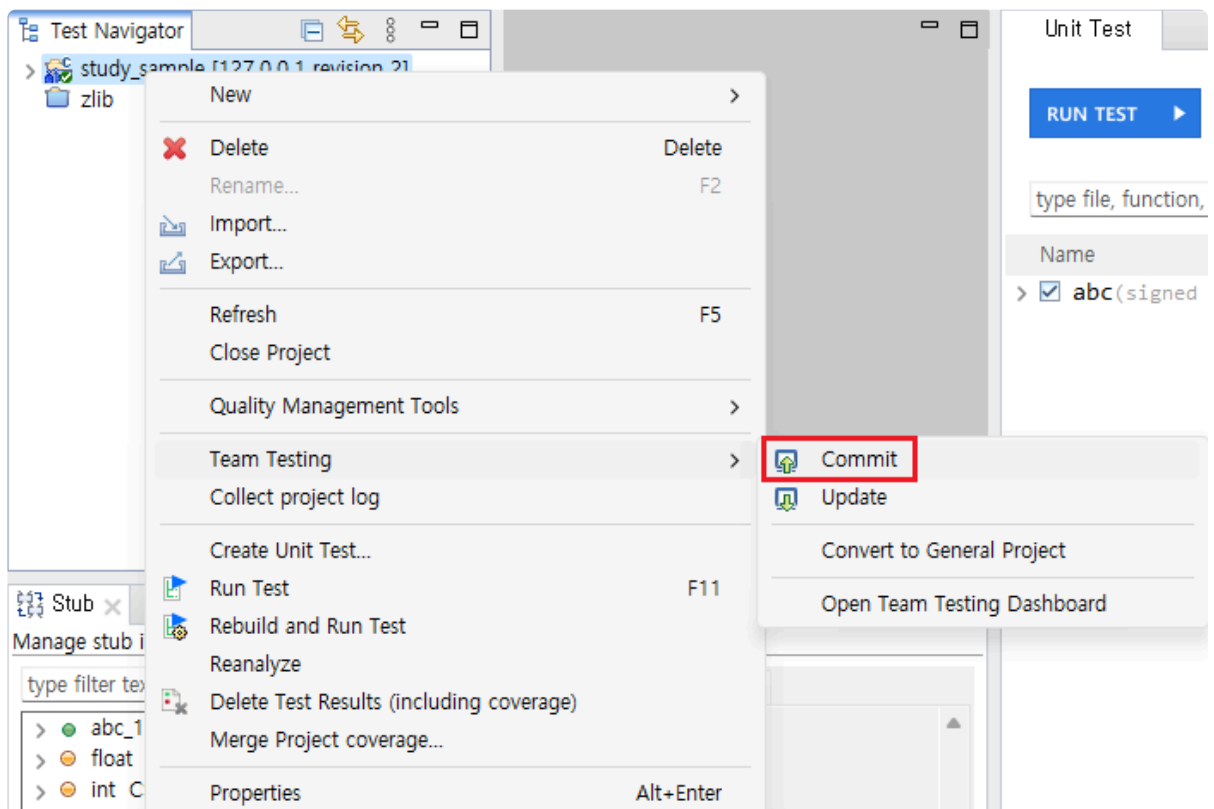 Test Navigator
study_sample [127.0.0.1 revision 2]
zlib
New
Delete Delete
Rename... F2
Import...
Export...
Refresh F5
Close Project
Quality Management Tools
Team Testing
Collect project log
Create Unit Test...
Run Test F11
Rebuild and Run Test
Reanalyze
Delete Test Results (including coverage)
Merge Project coverage...
Properties Alt+Enter
Commit
Update
Convert to General Project
Open Team Testing Dashboard
Unit Test
RUN TEST
type file, function,
Name
abc(signed
Stub
Manage stub i
type filter te
abc_1
float
int C